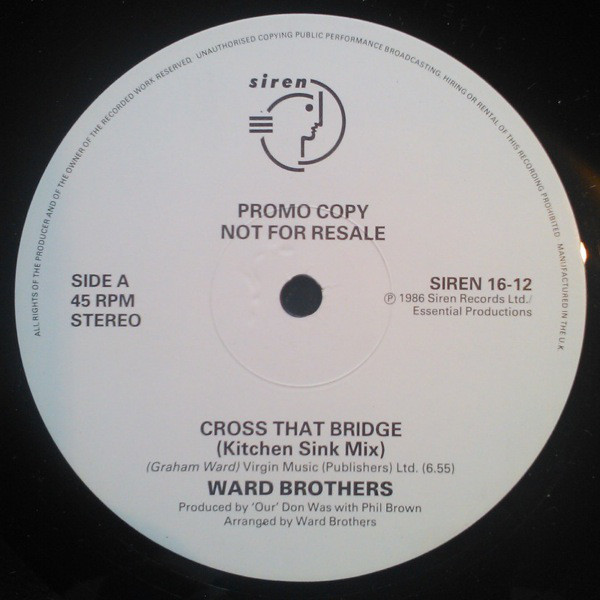 ALL RIGHTS OF THE PRODUCER AND OF THE OWNER OF THE RECORDED WORK RESERVED. UNAUTHORISED COPYING PUBLIC PERFORMANCE BROADCASTING, HIRING OR RENTAL OF THIS RECORDING PROHIBITED. MANUFACTURED IN THE U.K
siren
PROMO COPY
NOT FOR RESALE
SIDE A
45 RPM
STEREO
SIREN 16-12
℗ 1986 Siren Records Ltd./
Essential Productions
CROSS THAT BRIDGE
(Kitchen Sink Mix)
(Graham Ward) Virgin Music (Publishers) Ltd. (6.55)
WARD BROTHERS
Produced by 'Our' Don Was with Phil Brown
Arranged by Ward Brothers